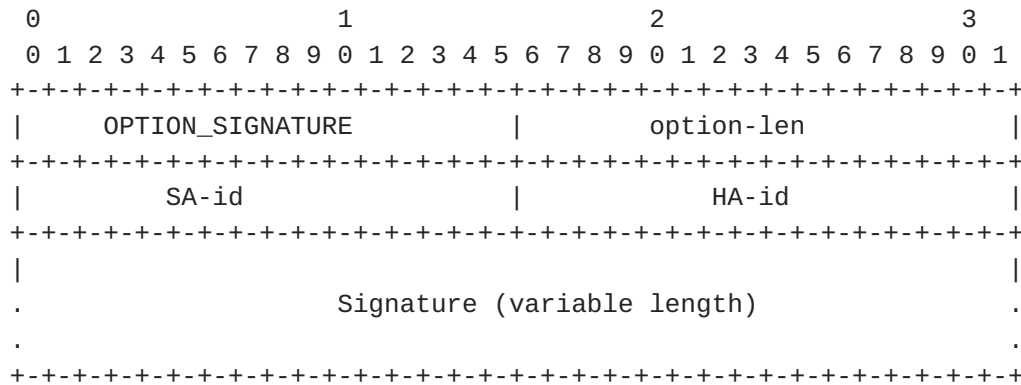 0                   1                   2                   3
 0 1 2 3 4 5 6 7 8 9 0 1 2 3 4 5 6 7 8 9 0 1 2 3 4 5 6 7 8 9 0 1
+-+-+-+-+-+-+-+-+-+-+-+-+-+-+-+-+-+-+-+-+-+-+-+-+-+-+-+-+-+-+-+-+
|     OPTION_SIGNATURE          |        option-len             |
+-+-+-+-+-+-+-+-+-+-+-+-+-+-+-+-+-+-+-+-+-+-+-+-+-+-+-+-+-+-+-+-+
|         SA-id                 |            HA-id              |
+-+-+-+-+-+-+-+-+-+-+-+-+-+-+-+-+-+-+-+-+-+-+-+-+-+-+-+-+-+-+-+-+
|                                                               |
.                    Signature (variable length)                .
.                                                               .
+-+-+-+-+-+-+-+-+-+-+-+-+-+-+-+-+-+-+-+-+-+-+-+-+-+-+-+-+-+-+-+-+